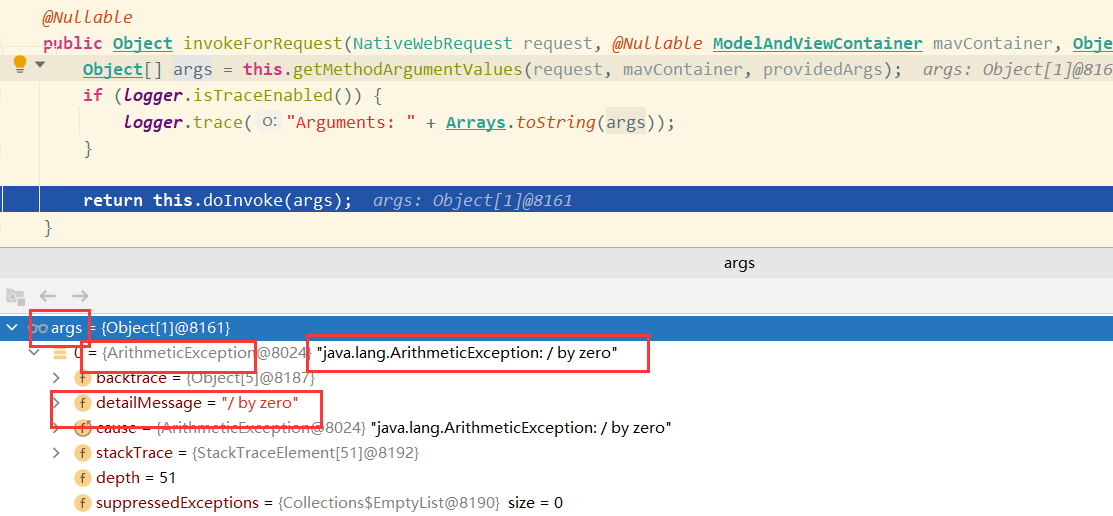 @Nullable
public Object invokeForRequest(NativeWebRequest request, @Nullable ModelAndViewContainer mavContainer, Obje
Object[] args = this.getMethodArgumentValues(request, mavContainer, providedArgs); args: Object[1]@816
if (logger.isTraceEnabled()) {
logger.trace( o: "Arguments: " + Arrays.toString(args));
}
return this.doInvoke(args); args: Object[1]@8161
}
args
args = {Object[1]@8161}
0 = {ArithmeticException@8024} "java.lang.ArithmeticException: / by zero"
backtrace = {Object[5]@8187}
detailMessage = "/ by zero"
cause = {ArithmeticException@8024} "java.lang.ArithmeticException: / by zero"
stackTrace = {StackTraceElement[51]@8192}
depth = 51
suppressedExceptions = {Collections$EmptyList@8190} size = 0